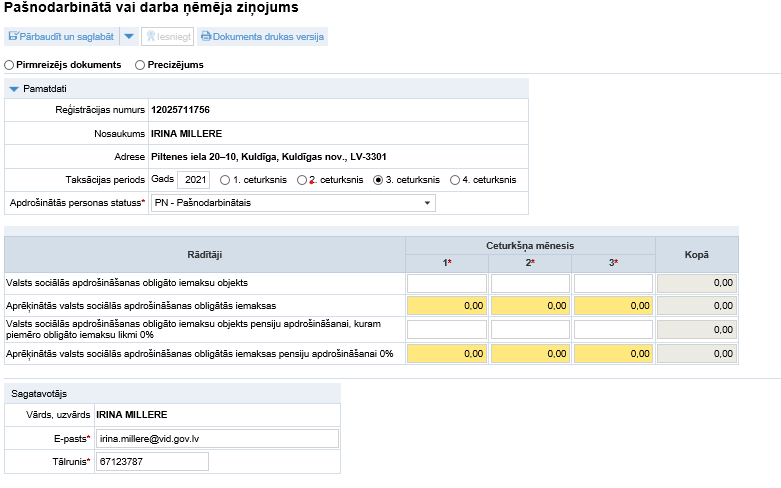 Pašnodarbinātā vai darba ņēmēja ziņojums
Pārbaudīt un saglabāt Iesniegt Dokumenta drukas versija
Pirmreizējs dokuments Precizējums
Pamatdati
Reģistrācijas numurs 12025711756
Nosaukums IRINA MILLERE
Adrese Piltenes iela 20–10, Kuldīga, Kuldīgas nov., LV-3301
Taksācijas periods Gads 2021 1. ceturksnis 2. ceturksnis 3. ceturksnis 4. ceturksnis
Apdrošinātās personas statuss* PN - Pašnodarbinātais
Rādītāji Ceturkšņa mēnesis Kopā
1* 2* 3*
Valsts sociālās apdrošināšanas obligāto iemaksu objekts 0,00
Aprēķinātās valsts sociālās apdrošināšanas obligātās iemaksas 0,00 0,00 0,00 0,00
Valsts sociālās apdrošināšanas obligāto iemaksu objekts pensiju apdrošināšanai, kuram
piemēro obligāto iemaksu likmi 0% 0,00
Aprēķinātās valsts sociālās apdrošināšanas obligātās iemaksas pensiju apdrošināšanai 0% 0,00 0,00 0,00 0,00
Sagatavotājs
Vārds, uzvārds IRINA MILLERE
E-pasts* irina.millere@vid.gov.lv
Tālrunis* 67123787